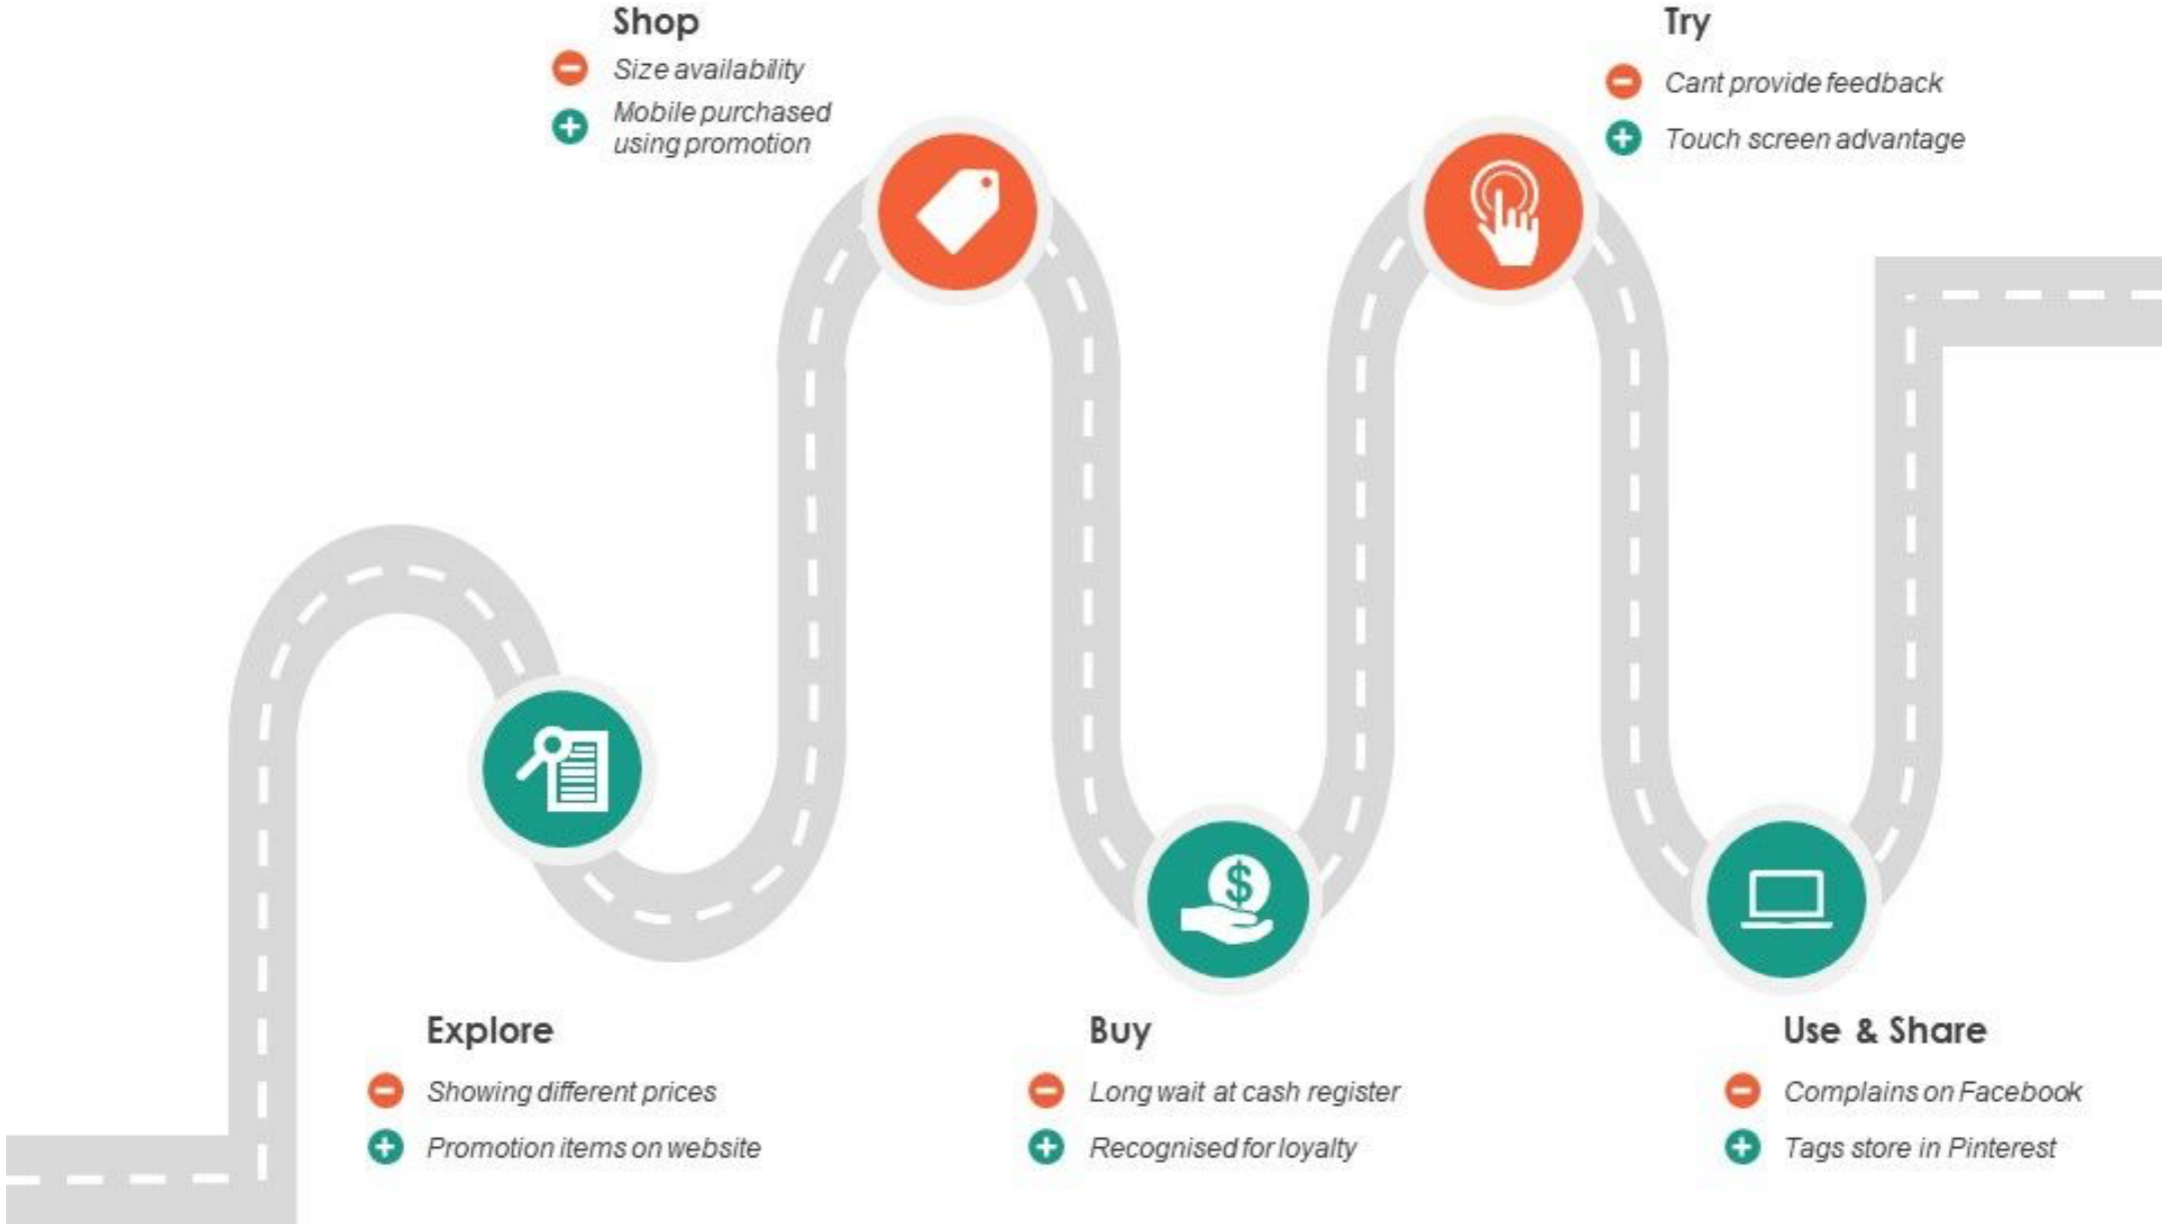 Shop
Size availability
Mobile purchased
using promotion
Try
Cant provide feedback
Touch screen advantage
$
Explore
Showing different prices
Promotion items on website
Buy
Long wait at cash register
Recognised for loyalty
Use & Share
Complains on Facebook
Tags store in Pinterest